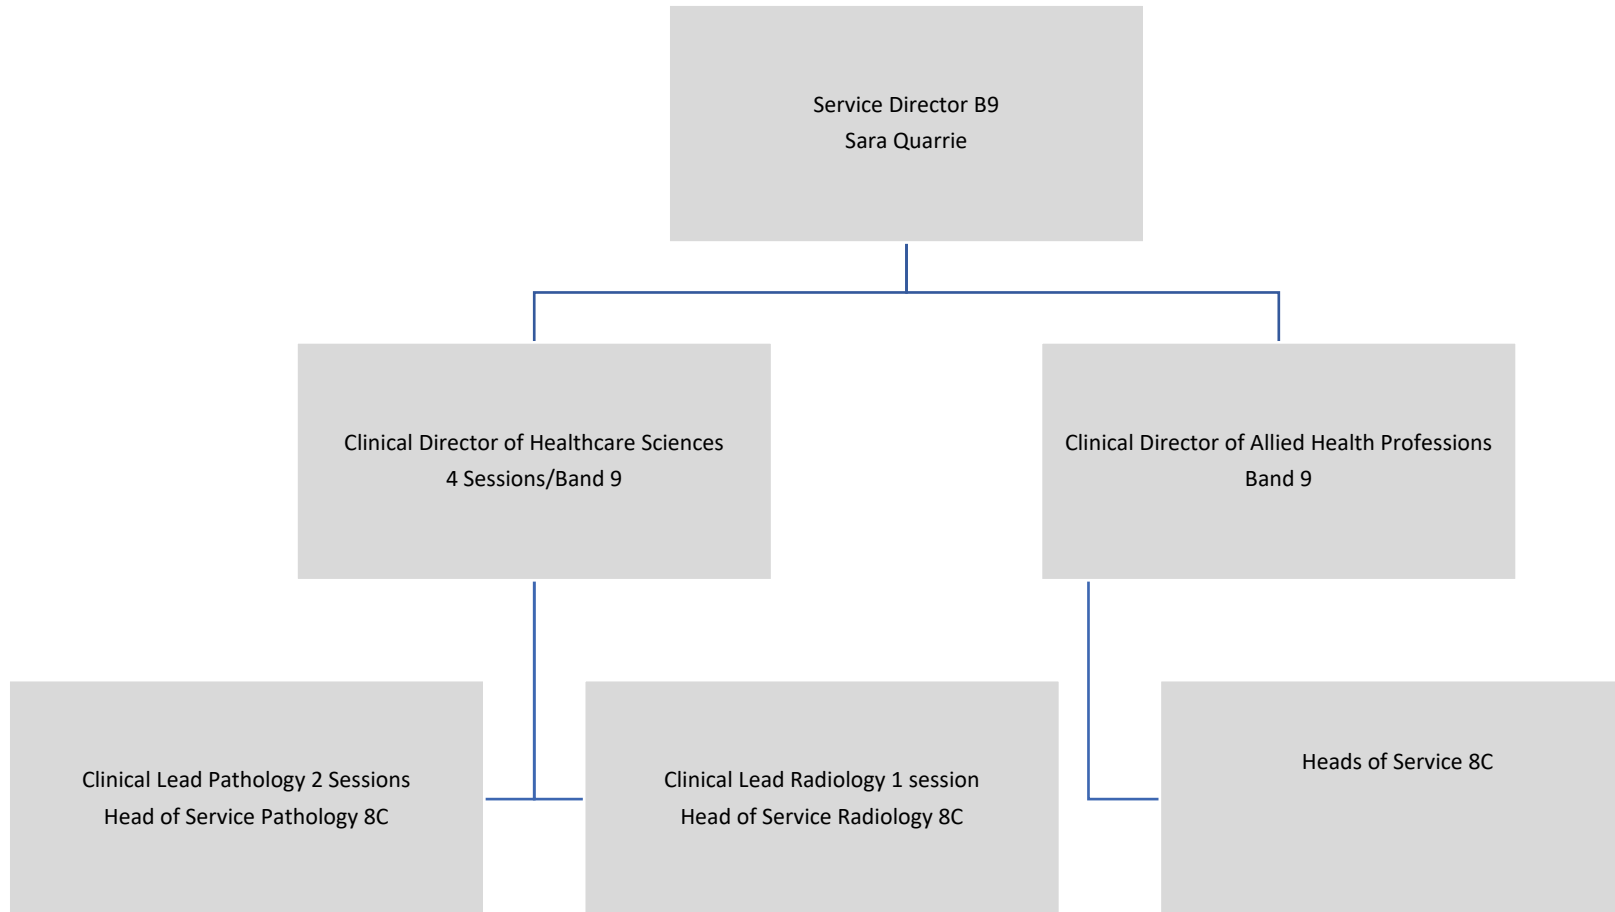 Service Director B9
Sara Quarrie
Clinical Director of Healthcare Sciences
4 Sessions/Band 9
Clinical Director of Allied Health Professions
Band 9
Clinical Lead Pathology 2 Sessions
Head of Service Pathology 8C
Clinical Lead Radiology 1 session
Head of Service Radiology 8C
Heads of Service 8C